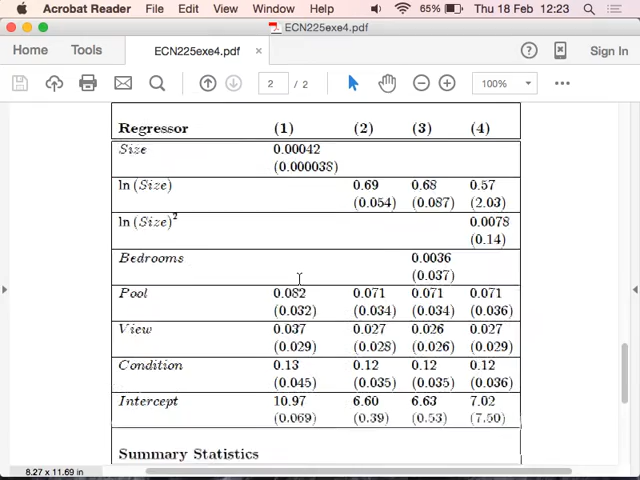 Acrobat Reader File Edit View Window Help 65% Thu 18 Feb 12:23
ECN225exe4.pdf
Home Tools ECN225exe4.pdf × ? Sign In
2 / 2 100%
Regressor (1) (2) (3) (4)
Size 0.00042
(0.000038)
ln (Size) 0.69 0.68 0.57
(0.054) (0.087) (2.03)
ln (Size)² 0.0078
(0.14)
Bedrooms 0.0036
(0.037)
Pool 0.082 0.071 0.071 0.071
(0.032) (0.034) (0.034) (0.036)
View 0.037 0.027 0.026 0.027
(0.029) (0.028) (0.026) (0.029)
Condition 0.13 0.12 0.12 0.12
(0.045) (0.035) (0.035) (0.036)
Intercept 10.97 6.60 6.63 7.02
(0.069) (0.39) (0.53) (7.50)
Summary Statistics
8.27 x 11.69 in